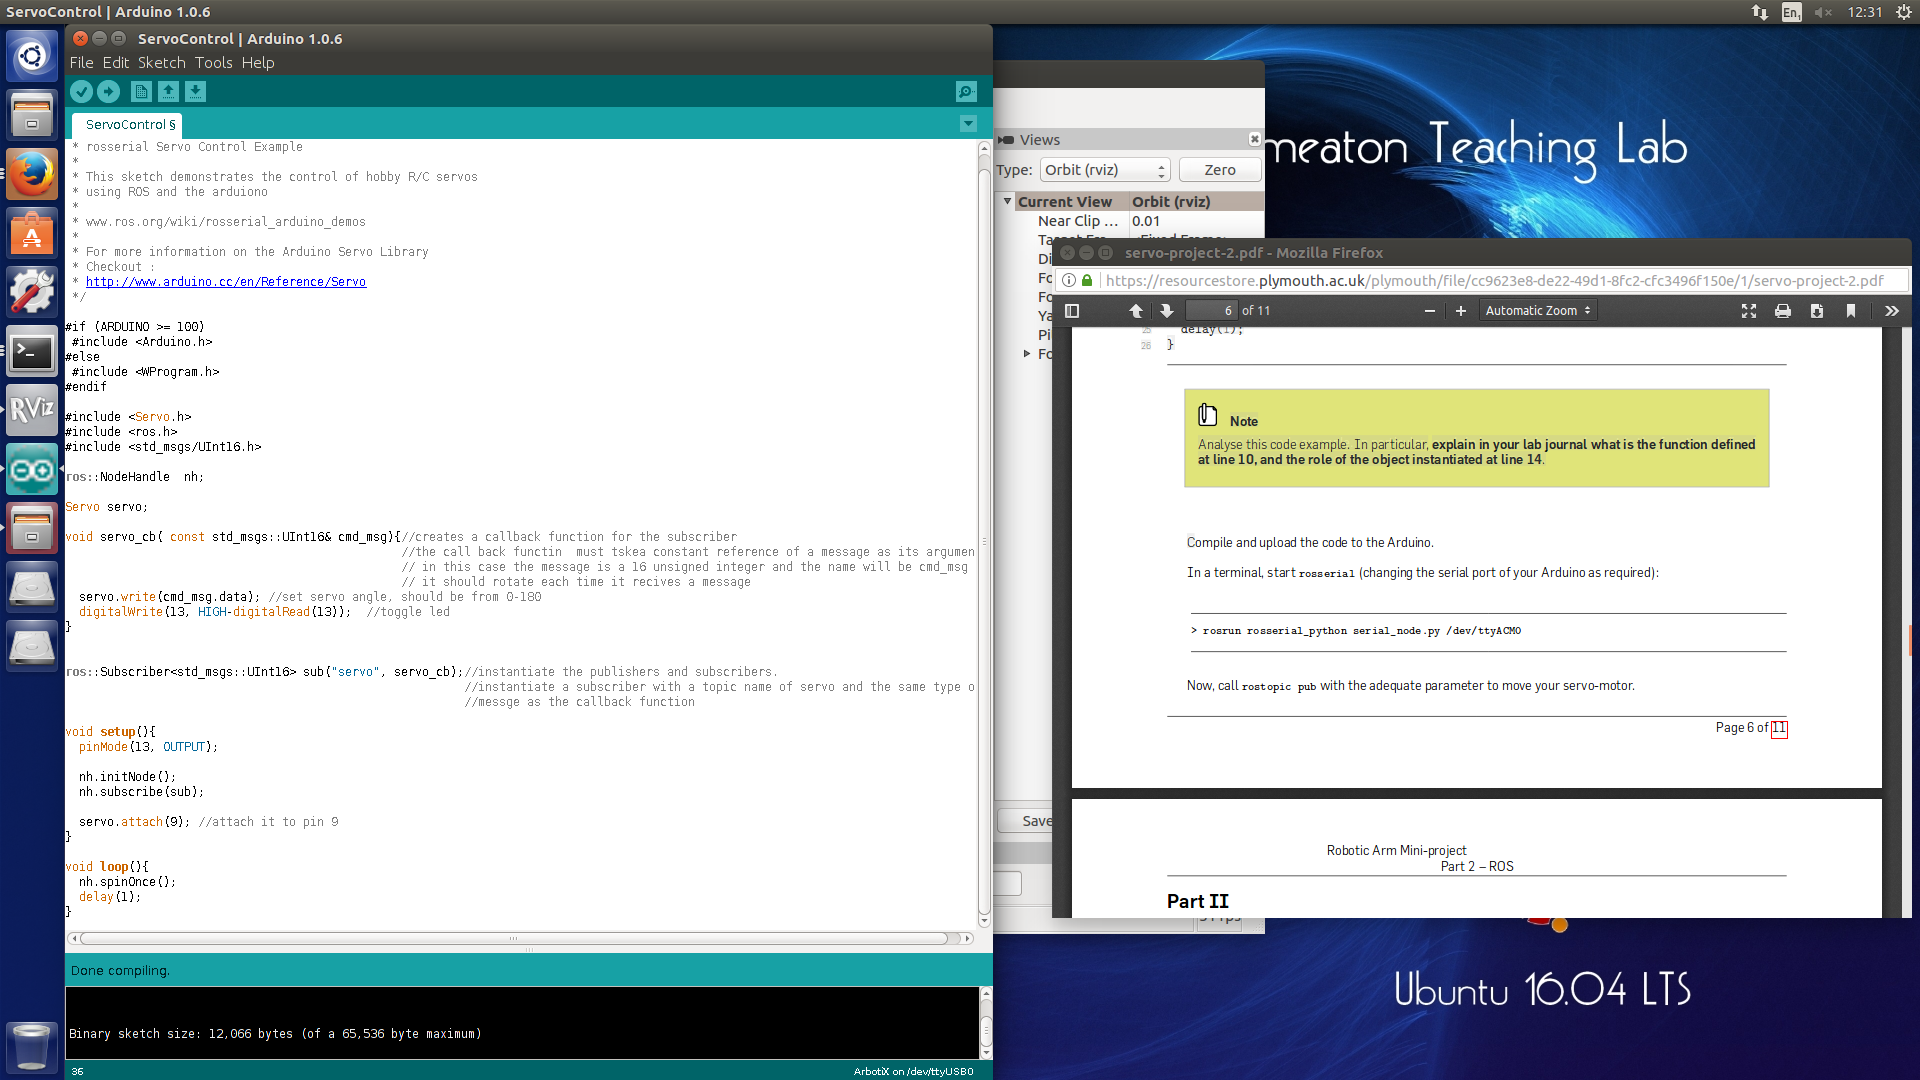 ServoControl | Arduino 1.0.6
En1
12:31
ServoControl | Arduino 1.0.6
File Edit Sketch Tools Help
ServoControl §
* rosserial Servo Control Example
*
* This sketch demonstrates the control of hobby R/C servos
* using ROS and the arduiono
*
* www.ros.org/wiki/rosserial_arduino_demos
*
* For more information on the Arduino Servo Library
* Checkout :
* http://www.arduino.cc/en/Reference/Servo
*/
#if (ARDUINO >= 100)
#include <Arduino.h>
#else
#include <WProgram.h>
#endif
#include <Servo.h>
#include <ros.h>
#include <std_msgs/UInt16.h>
ros::NodeHandle  nh;
Servo servo;
void servo_cb( const std_msgs::UInt16& cmd_msg){//creates a callback function for the subscriber
//the call back functin  must tskea constant reference of a message as its argumen
// in this case the message is a 16 unsigned integer and the name will be cmd_msg
// it should rotate each time it recives a message
servo.write(cmd_msg.data); //set servo angle, should be from 0-180
digitalWrite(13, HIGH-digitalRead(13));  //toggle led
}
ros::Subscriber<std_msgs::UInt16> sub("servo", servo_cb);//instantiate the publishers and subscribers.
//instantiate a subscriber with a topic name of servo and the same type o
//messge as the callback function
void setup(){
pinMode(13, OUTPUT);
nh.initNode();
nh.subscribe(sub);
servo.attach(9); //attach it to pin 9
}
void loop(){
nh.spinOnce();
delay(1);
}
Done compiling.
Binary sketch size: 12,066 bytes (of a 65,536 byte maximum)
36
ArbotiX on /dev/ttyUSB0
RViz
Views
Type: Orbit (rviz) Zero
Current View Orbit (rviz)
Near Clip ... 0.01
Di
Fo
Fo
Ya
Pi
Fo
Save
meaton Teaching Lab
servo-project-2.pdf - Mozilla Firefox
https://resourcestore.plymouth.ac.uk/plymouth/file/cc9623e8-de22-49d1-8fc2-cfc3496f150e/1/servo-project-2.pdf
6 of 11
Automatic Zoom
delay(1);
26 }
Note
Analyse this code example. In particular, explain in your lab journal what is the function defined
at line 10, and the role of the object instantiated at line 14.
Compile and upload the code to the Arduino.
In a terminal, start rosserial (changing the serial port of your Arduino as required):
> rosrun rosserial_python serial_node.py /dev/ttyACM0
Now, call rostopic pub with the adequate parameter to move your servo-motor.
Page 6 of 11
Robotic Arm Mini-project
Part 2 – ROS
Part II
Ubuntu 16.04 LTS